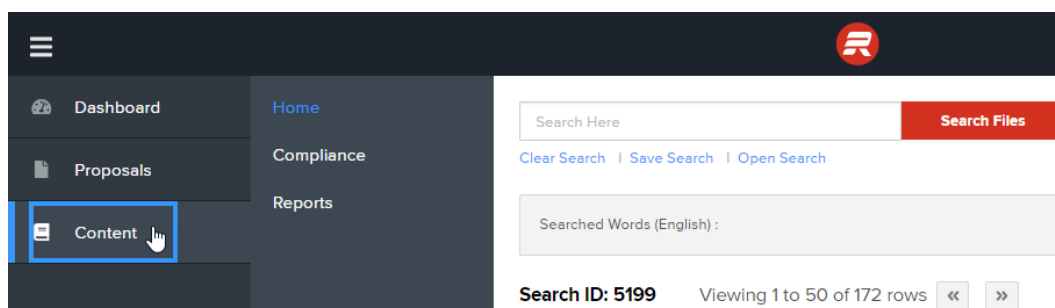 Dashboard
Proposals
Content
Home
Compliance
Reports
Search Here
Search Files
Clear Search | Save Search | Open Search
Searched Words (English) :
Search ID: 5199 Viewing 1 to 50 of 172 rows « »